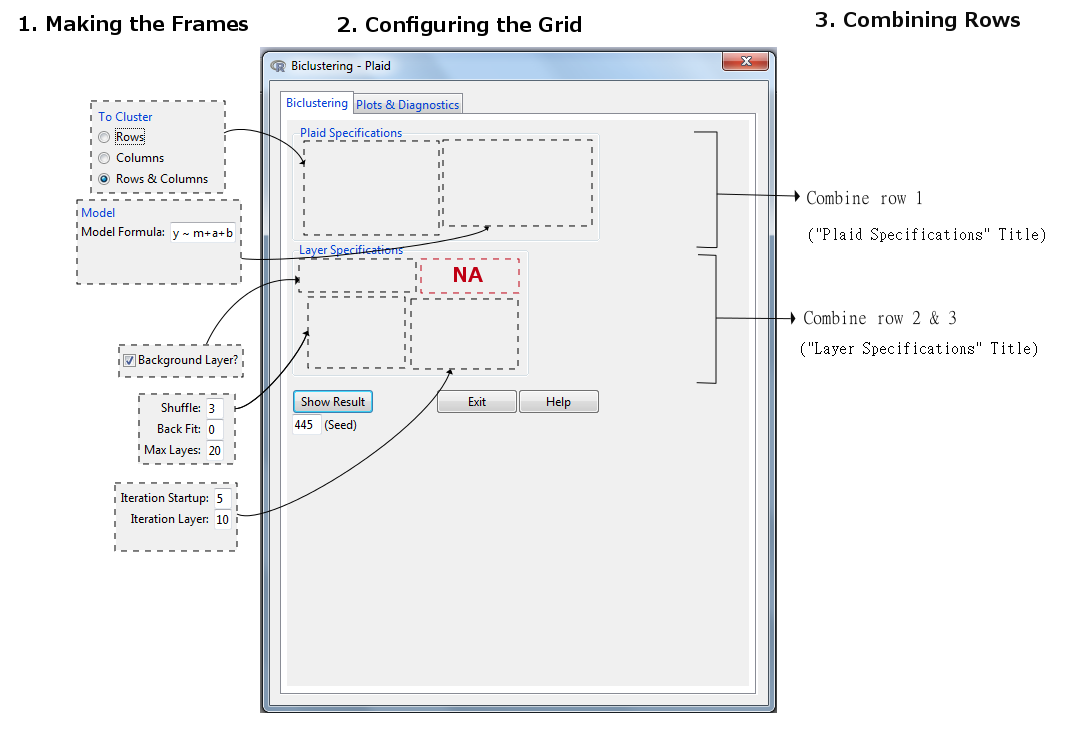 1. Making the Frames
2. Configuring the Grid
3. Combining Rows
Biclustering - Plaid
Biclustering
Plots & Diagnostics
To Cluster
Rows
Columns
Rows & Columns
Model
Model Formula: y ~ m+a+b
Background Layer?
Shuffle: 3
Back Fit: 0
Max Layes: 20
Iteration Startup: 5
Iteration Layer: 10
Plaid Specifications
Layer Specifications
NA
Show Result
Exit
Help
445 (Seed)
Combine row 1
("Plaid Specifications" Title)
Combine row 2 & 3
("Layer Specifications" Title)